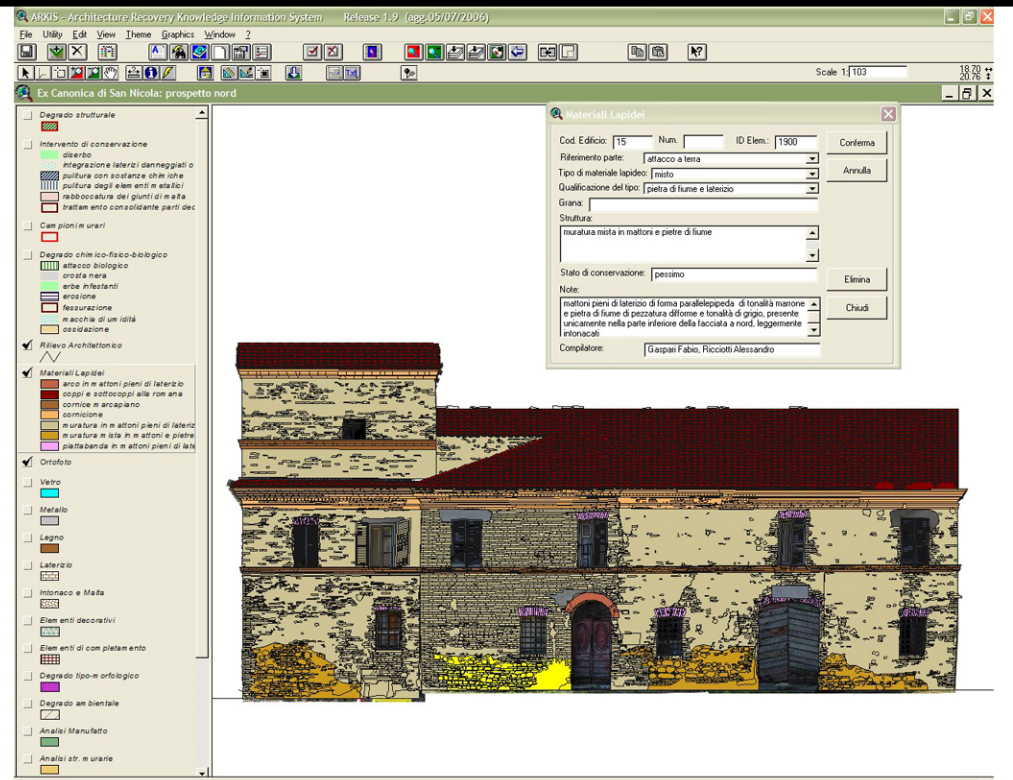 ARKIS - Architecture Recovery Knowledge Information System    Release 1.9 (agg.05/07/2006)
File Utility Edit View Theme Graphics Window ?
Scale 1: 103
18.70
20.76
Ex Canonica di San Nicola: prospetto nord
Degrado strutturale
Intervento di conservazione
diserbo
integrazione laterizi danneggiati o
pulitura con sostanze chimiche
pulitura degli elementi metallici
rabboccatura dei giunti di malta
trattamento consolidante parti dec
Campioni murari
Degrado chimico-fisico-biologico
attacco biologico
crosta nera
erbe infestanti
erosione
fessurazione
macchia di umidità
ossidazione
Rilievo Architettonico
Materiali Lapidei
arco in mattoni pieni di laterizio
coppi e sottocoppi alla romana
cornice marcapiano
cornicione
muratura in mattoni pieni di lateriz
muratura mista in mattoni e pietre
piattabanda in mattoni pieni di late
Ortofoto
Vetro
Metallo
Legno
Laterizio
Intonaco e Malta
Elementi decorativi
Elementi di completamento
Degrado tipo-morfologico
Degrado ambientale
Analisi Manufatto
Analisi str. murarie
Materiali Lapidei
Cod. Edificio: 15 Num. ID Elem.: 1900 Conferma
Riferimento parte: attacco a terra
Tipo di materiale lapideo: misto Annulla
Qualificazione del tipo: pietra di fiume e laterizio
Grana:
Struttura:
muratura mista in mattoni e pietre di fiume
Stato di conservazione: pessimo Elimina
Note:
mattoni pieni di laterizio di forma parallelepipeda di tonalità marrone
e pietra di fiume di pezzatura difforme e tonalità di grigio, presente Chiudi
unicamente nella parte inferiore della facciata a nord, leggermente
intonacati
Compilatore: Gaspari Fabio, Ricciotti Alessandro